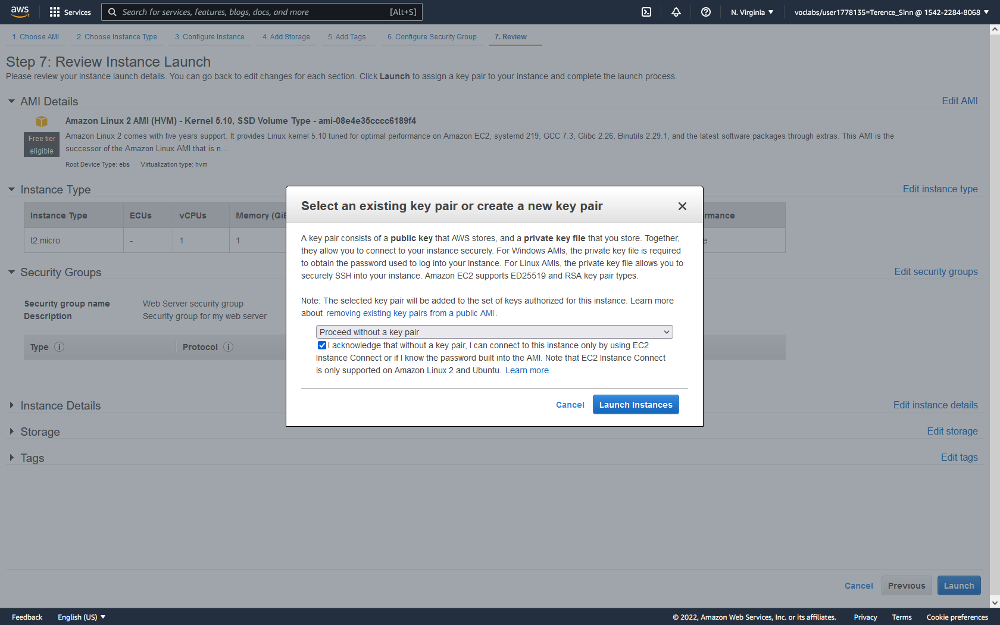 aws
Services
Search for services, features, blogs, docs, and more
[Alt+S]
N. Virginia
voclabs/user1778135=Terence_Sinn @ 1542-2284-8068
1. Choose AMI
2. Choose Instance Type
3. Configure Instance
4. Add Storage
5. Add Tags
6. Configure Security Group
7. Review
Step 7: Review Instance Launch
Please review your instance launch details. You can go back to edit changes for each section. Click Launch to assign a key pair to your instance and complete the launch process.
AMI Details
Edit AMI
Amazon Linux 2 AMI (HVM) - Kernel 5.10, SSD Volume Type - ami-08e4e35cccc6189f4
Free tier
eligible
Amazon Linux 2 comes with five years support. It provides Linux kernel 5.10 tuned for optimal performance on Amazon EC2, systemd 219, GCC 7.3, Glibc 2.26, Binutils 2.29.1, and the latest software packages through extras. This AMI is the
successor of the Amazon Linux AMI that is n...
Root Device Type: ebs
Virtualization type: hvm
Instance Type
Edit instance type
Instance Type
ECUs
vCPUs
Memory (GiB
rmance
t2.micro
-
1
1
e
Security Groups
Edit security groups
Security group name
Web Server security group
Description
Security group for my web server
Type
Protocol
Select an existing key pair or create a new key pair
A key pair consists of a public key that AWS stores, and a private key file that you store. Together,
they allow you to connect to your instance securely. For Windows AMIs, the private key file is required
to obtain the password used to log into your instance. For Linux AMIs, the private key file allows you to
securely SSH into your instance. Amazon EC2 supports ED25519 and RSA key pair types.
Note: The selected key pair will be added to the set of keys authorized for this instance. Learn more
about removing existing key pairs from a public AMI.
Proceed without a key pair
I acknowledge that without a key pair, I can connect to this instance only by using EC2
Instance Connect or if I know the password built into the AMI. Note that EC2 Instance Connect
is only supported on Amazon Linux 2 and Ubuntu. Learn more.
Cancel
Launch Instances
Instance Details
Edit instance details
Storage
Edit storage
Tags
Edit tags
Cancel
Previous
Launch
Feedback
English (US)
© 2022, Amazon Web Services, Inc. or its affiliates.
Privacy
Terms
Cookie preferences